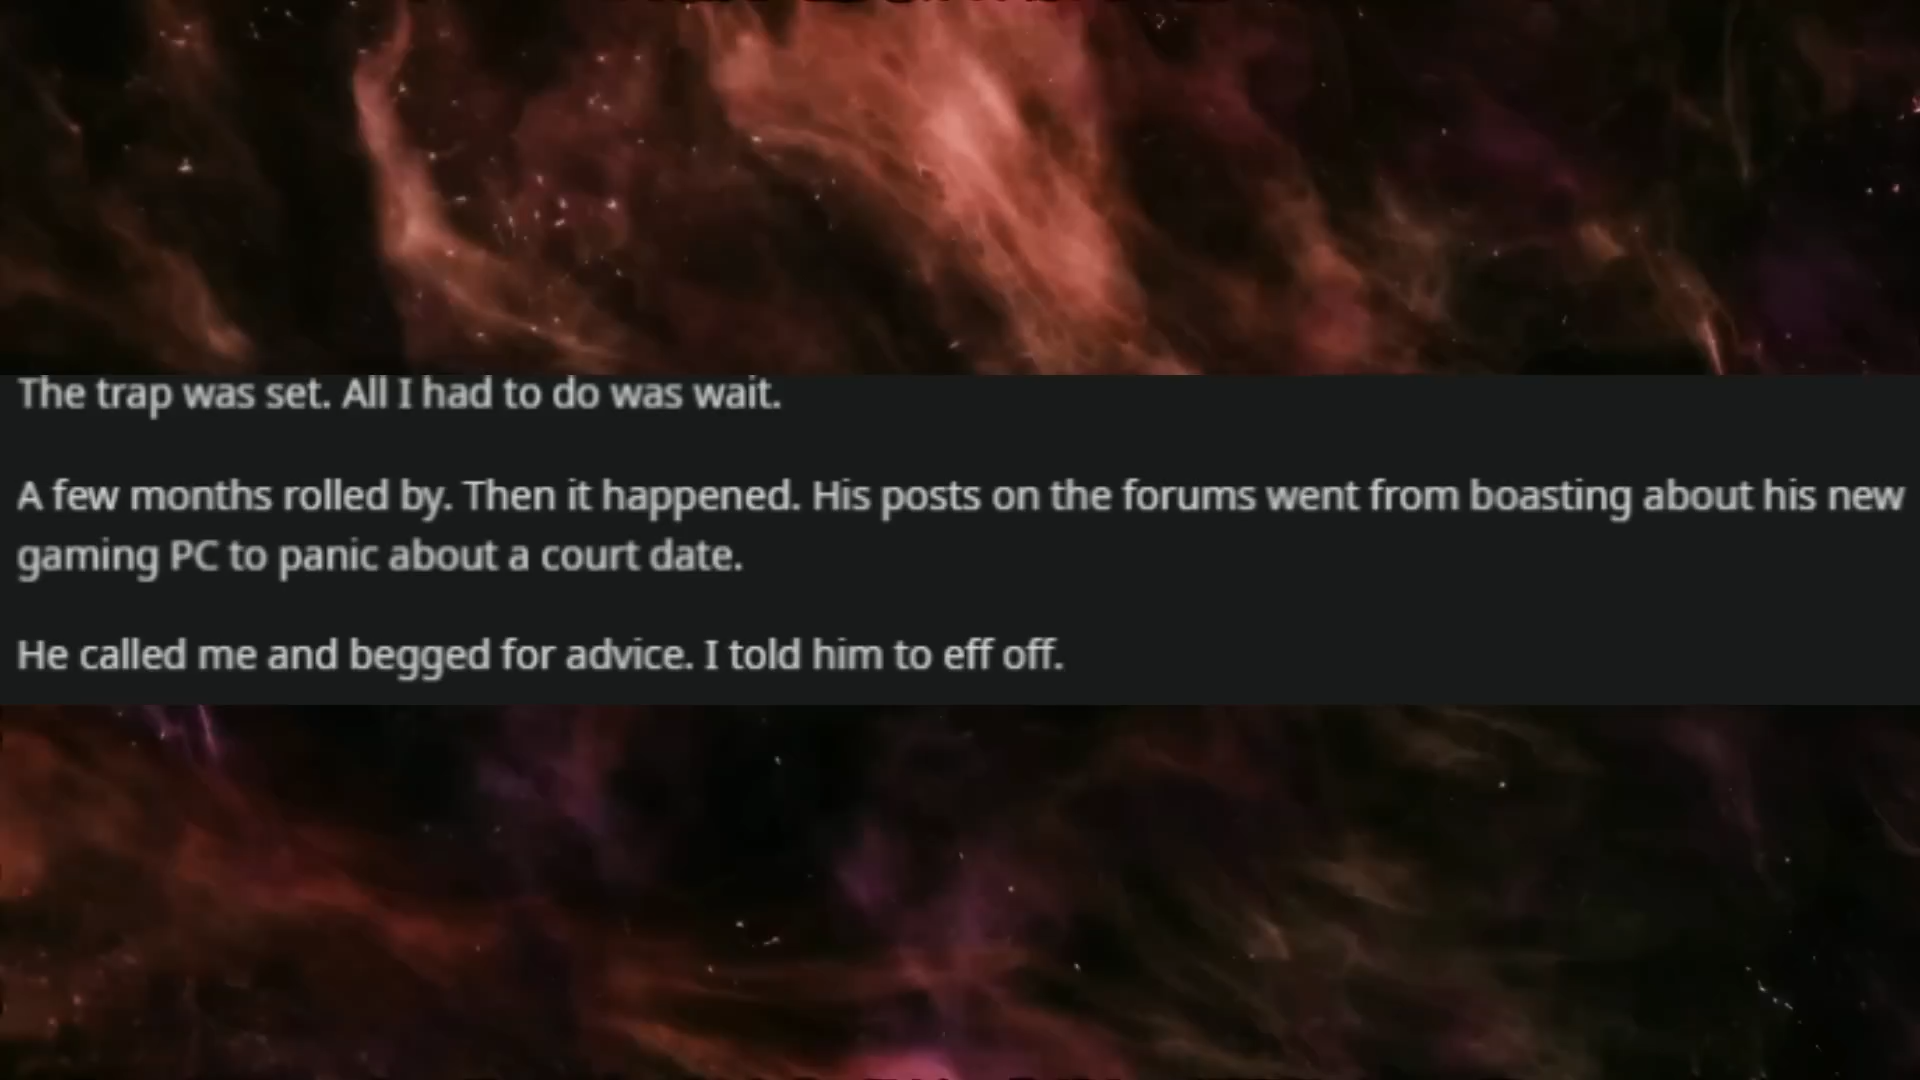 The trap was set. All I had to do was wait.
A few months rolled by. Then it happened. His posts on the forums went from boasting about his new
gaming PC to panic about a court date.
He called me and begged for advice. I told him to eff off.